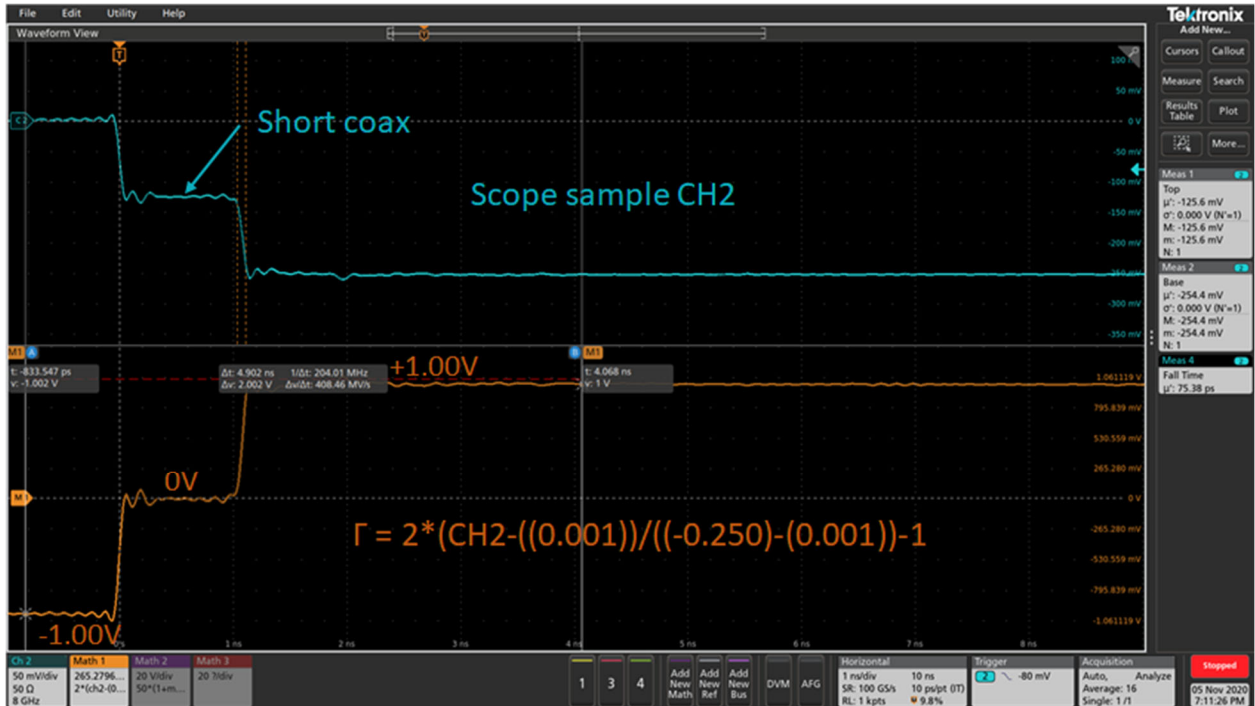 File Edit Utility Help
Tektronix
Waveform View
Add New...
Cursors Callout
Measure Search
Results Table Plot
More...
C2
T
50 mV
0 V
-50 mV
-100 mV
-150 mV
-200 mV
-300 mV
-350 mV
Short coax
Scope sample CH2
Meas 1 2
Top
µ': -125.6 mV
σ': 0.000 V (N'=1)
M: -125.6 mV
m: -125.6 mV
N: 1
Meas 2 2
Base
µ': -254.4 mV
σ': 0.000 V (N'=1)
M: -254.4 mV
m: -254.4 mV
N: 1
Meas 4 2
Fall Time
µ': 75.38 ps
M1 A
B M1
t: -833.547 ps
v: -1.002 V
Δt: 4.902 ns 1/Δt: 204.01 MHz
Δv: 2.002 V Δv/Δt: 408.46 MV/s
+1.00V
t: 4.068 ns
v: 1 V
1.061119 V
795.839 mV
530.559 mV
265.280 mV
0V
M1
0 V
Γ = 2*(CH2-((0.001))/((-0.250)-(0.001))-1
-265.280 mV
-530.559 mV
-795.839 mV
-1.061119 V
-1.00V
1 ns 2 ns 3 ns 4 ns 5 ns 6 ns 7 ns 8 ns
Ch 2
50 mV/div
50 Ω
8 GHz
Math 1
265.2796...
2*(ch2-(0...
Math 2
20 V/div
50*(1+m...
Math 3
20 ?/div
1 3 4
Add New Math
Add New Ref
Add New Bus
DVM AFG
Horizontal
1 ns/div 10 ns
SR: 100 GS/s 10 ps/pt (IT)
RL: 1 kpts 9.8%
Trigger
2 -80 mV
Acquisition
Auto, Analyze
Average: 16
Single: 1 /1
Stopped
05 Nov 2020
7:11:26 PM